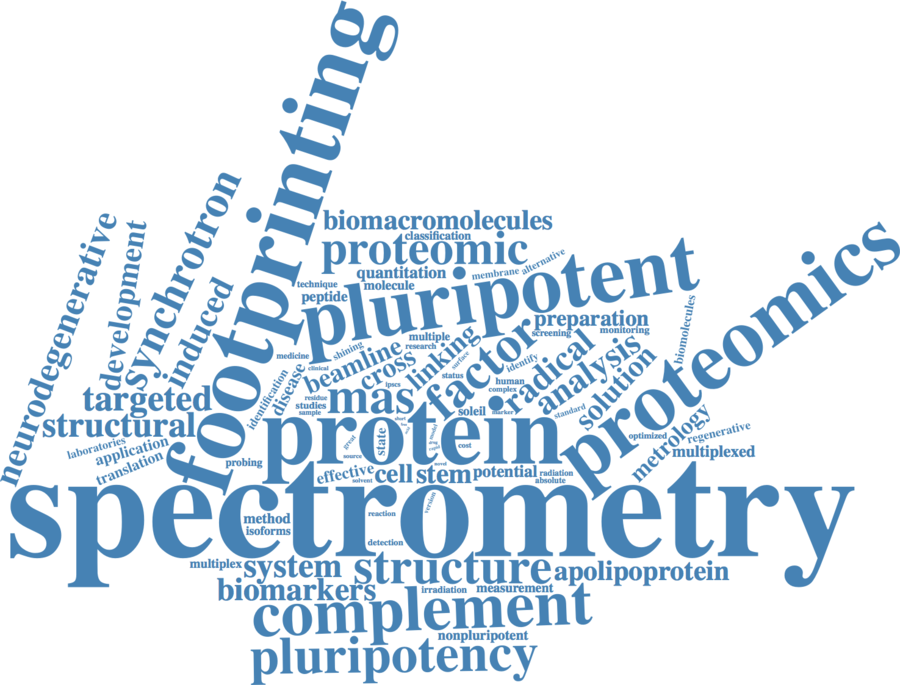 footprinting
spectrometry
proteomics
protein
pluripotent
neurodegenerative
development
synchrotron
induced
targeted
structural
laboratories
application
translation
biomacromolecules
classification
proteomic
quantitation
membrane
alternative
technique
molecule
peptide
factor
preparation
screening
monitoring
biomolecules
multiple
research
shining
medicine
clinical
beamline
cross
linking
surface
status
identify
radical
analysis
solution
identification
disease
ipscs
residue
studies
sample
mas
human
complex
soleil
marker
standard
short
great
source
state
model
rapid
cost
novel
optimized
metrology
regenerative
multiplexed
probing
effective
solvent
cell
stem
potential
radiation
absolute
version
method
isoforms
reaction
detection
multiplex
system
structure
apolipoprotein
biomarkers
irradiation
measurement
complement
nonpluripotent
pluripotency